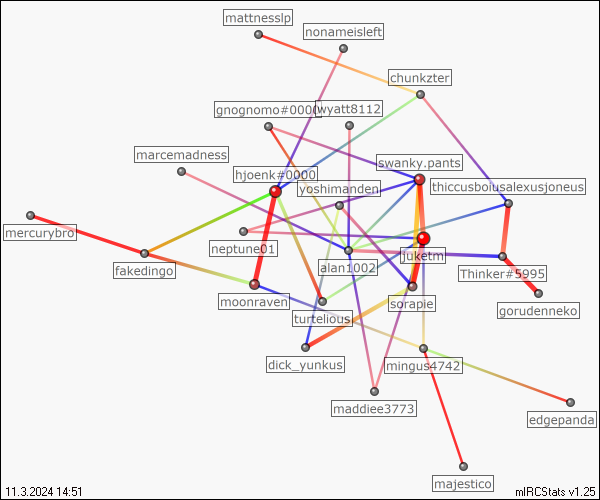 mattnesslp
nonameisleft
chunkzter
gnognomo#0000
wyatt8112
marcemadness
swanky.pants
hjoenk#0000
yoshimanden
thiccusboiusalexusjoneus
mercurybro
neptune01
juketm
fakedingo
alan1002
Thinker#5995
moonraven
sorapie
gorudenneko
turtelious
dick_yunkus
mingus4742
maddiee3773
edgepanda
majestico
11.3.2024 14:51
mIRCStats v1.25